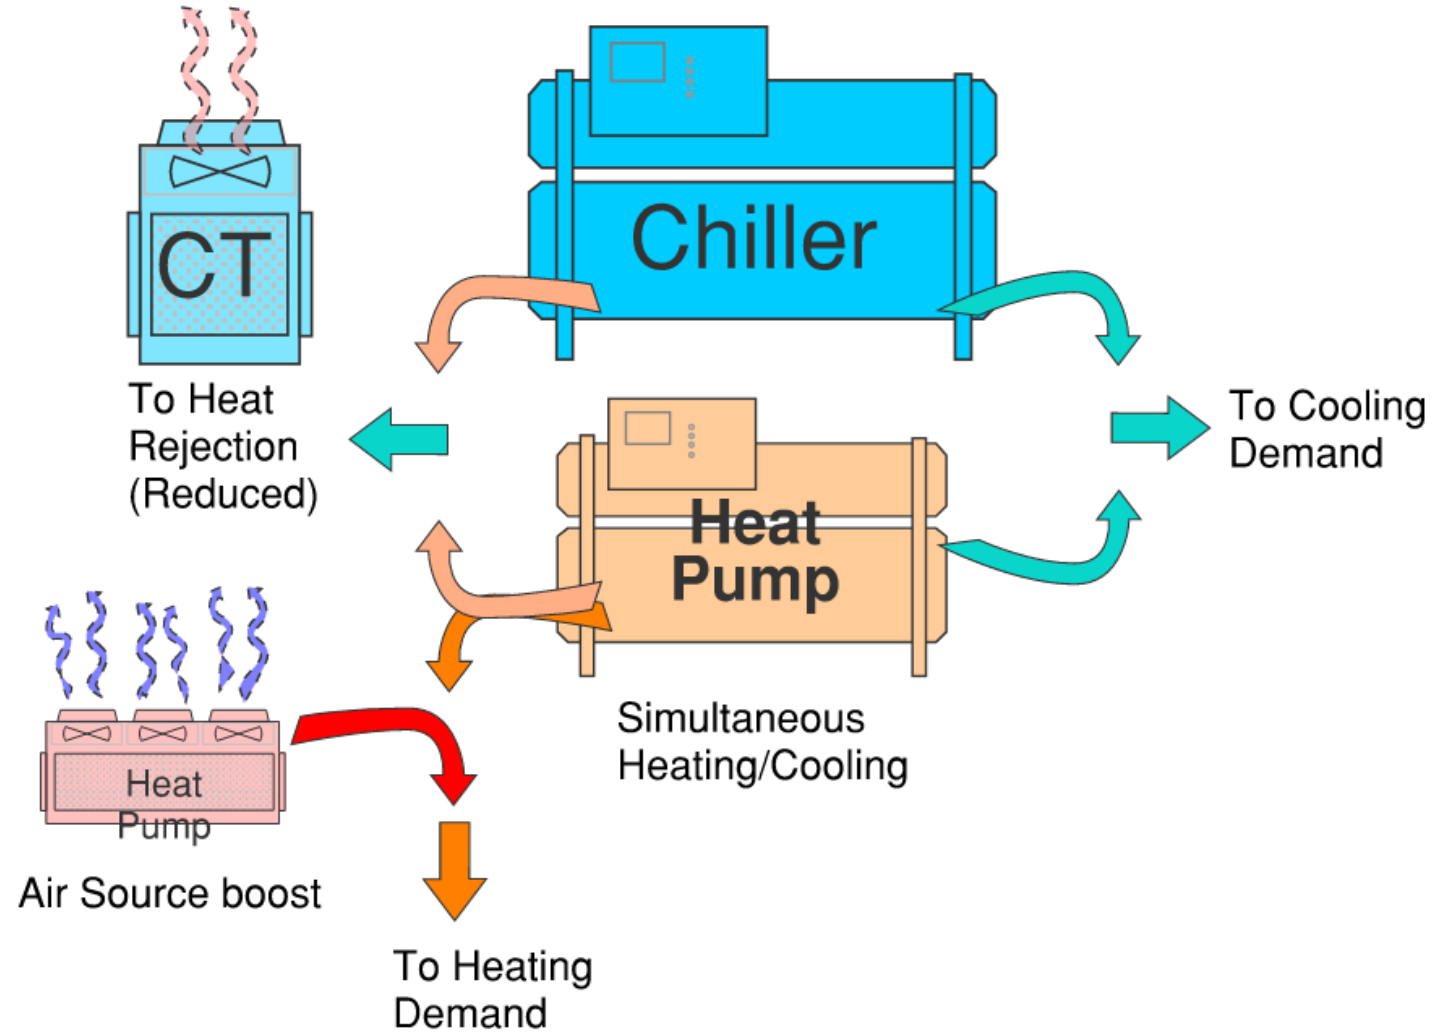 CT
Chiller
To Heat
Rejection
(Reduced)
To Cooling
Demand
Heat
Pump
Simultaneous
Heating/Cooling
Heat
Pump
Air Source boost
To Heating
Demand